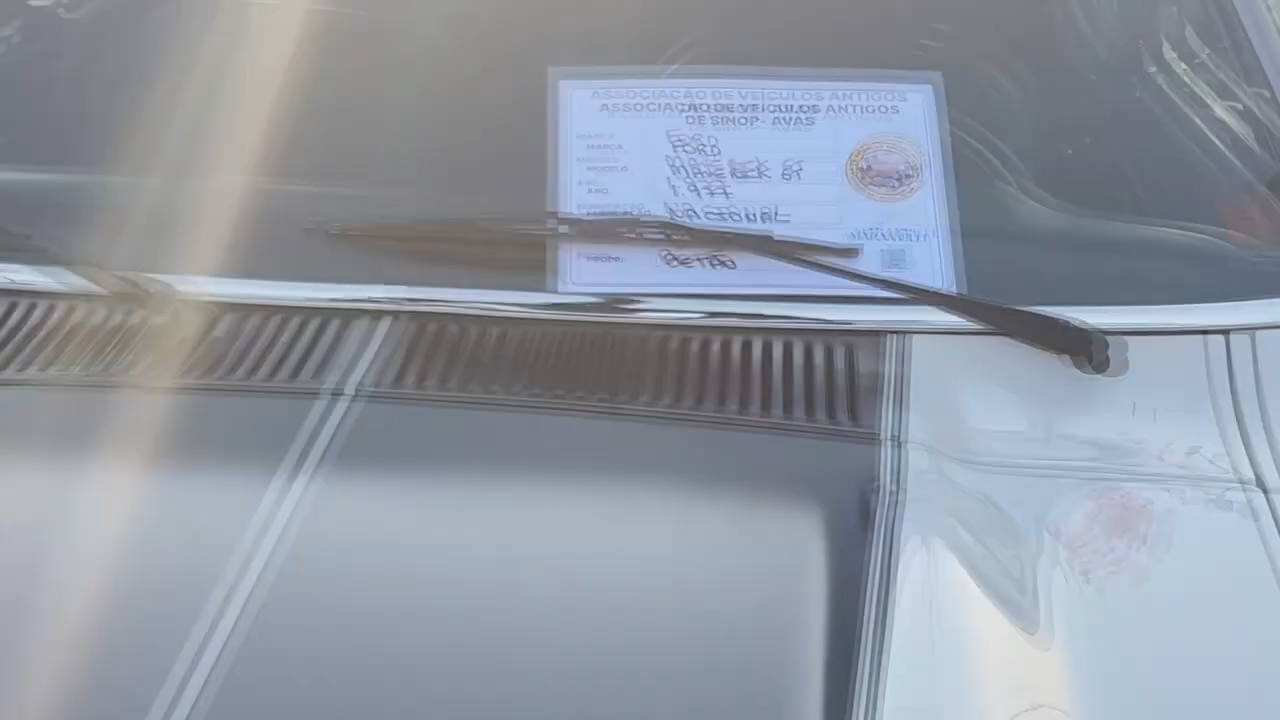 ASSOCIAÇÃO DE VEÍCULOS ANTIGOS
DE SINOP- AVAS
MARCA FORD
MODELO MAVERICK GT
ANO: 1.977
NACIONAL